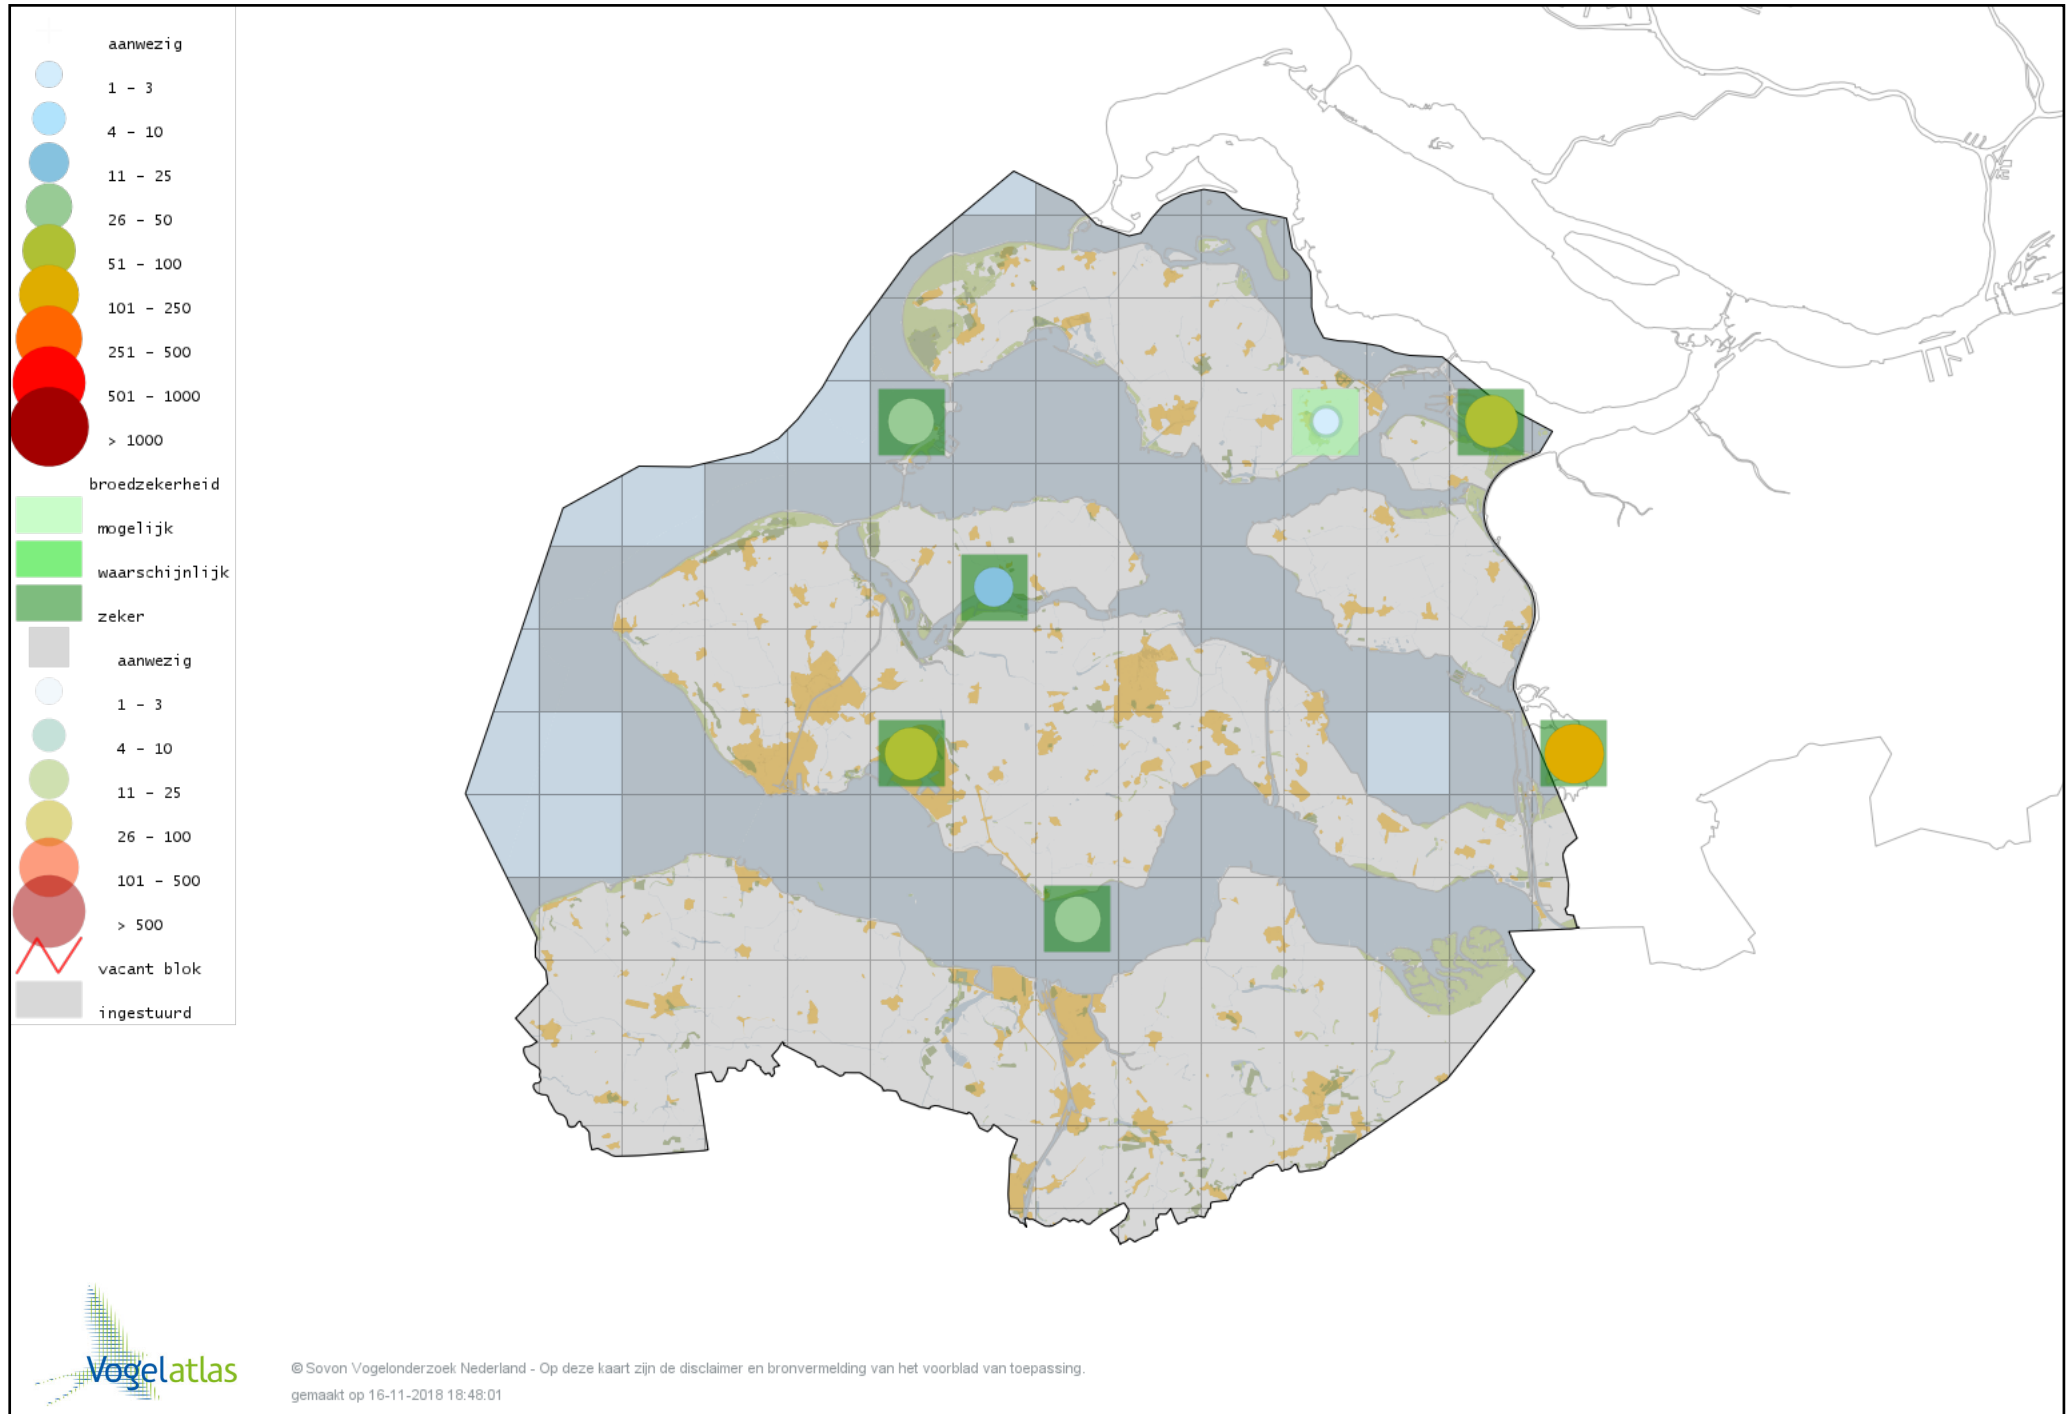 aanwezig
1 - 3
4 - 10
11 - 25
26 - 50
51 - 100
101 - 250
251 - 500
501 - 1000
> 1000
broedzekerheid
mogelijk
waarschijnlijk
zeker
aanwezig
1 - 3
4 - 10
11 - 25
26 - 100
101 - 500
> 500
vacant blok
ingestuurd
Vogelatlas
© Sovon Vogelonderzoek Nederland - Op deze kaart zijn de disclaimer en bronvermelding van het voorblad van toepassing.
gemaakt op 16-11-2018 18:48:01